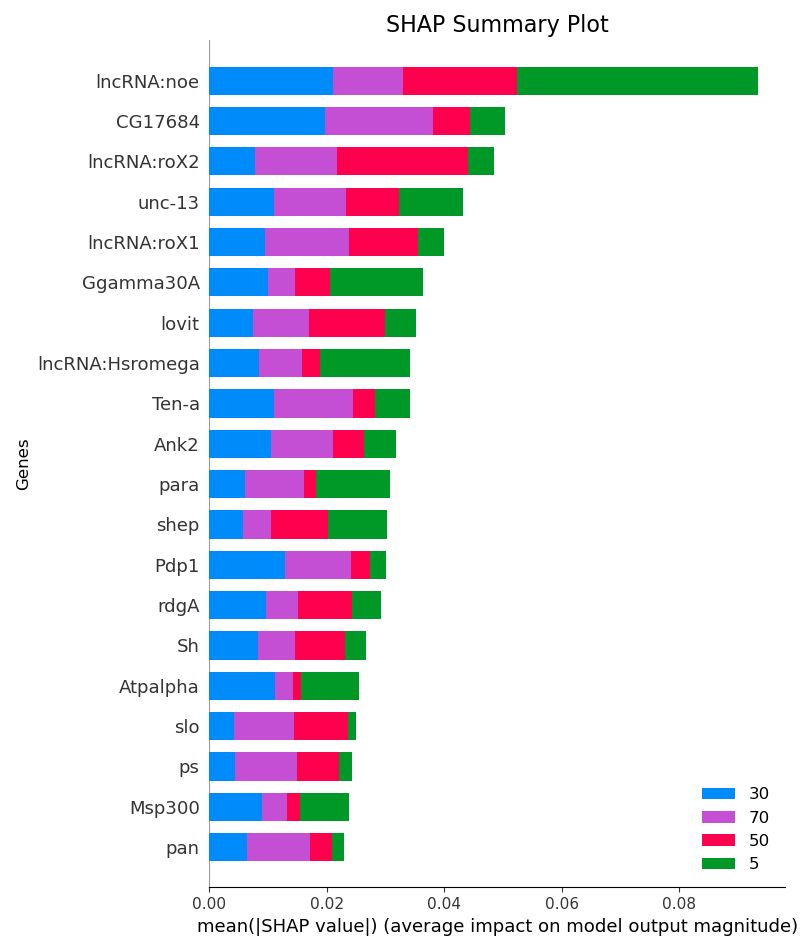 SHAP Summary Plot
lncRNA:noe
CG17684
lncRNA:roX2
unc-13
lncRNA:roX1
Ggamma30A
lovit
lncRNA:Hsromega
Ten-a
Ank2
para
shep
Pdp1
rdgA
Sh
Atpalpha
slo
ps
Msp300
pan
Genes
30
70
50
5
0.00 0.02 0.04 0.06 0.08
mean(|SHAP value|) (average impact on model output magnitude)